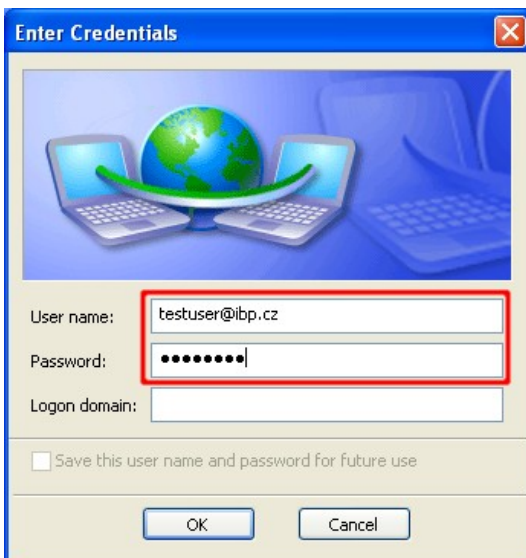 Enter Credentials
User name: testuser@ibp.cz
Password: ●●●●●●●●
Logon domain:
Save this user name and password for future use
OK Cancel